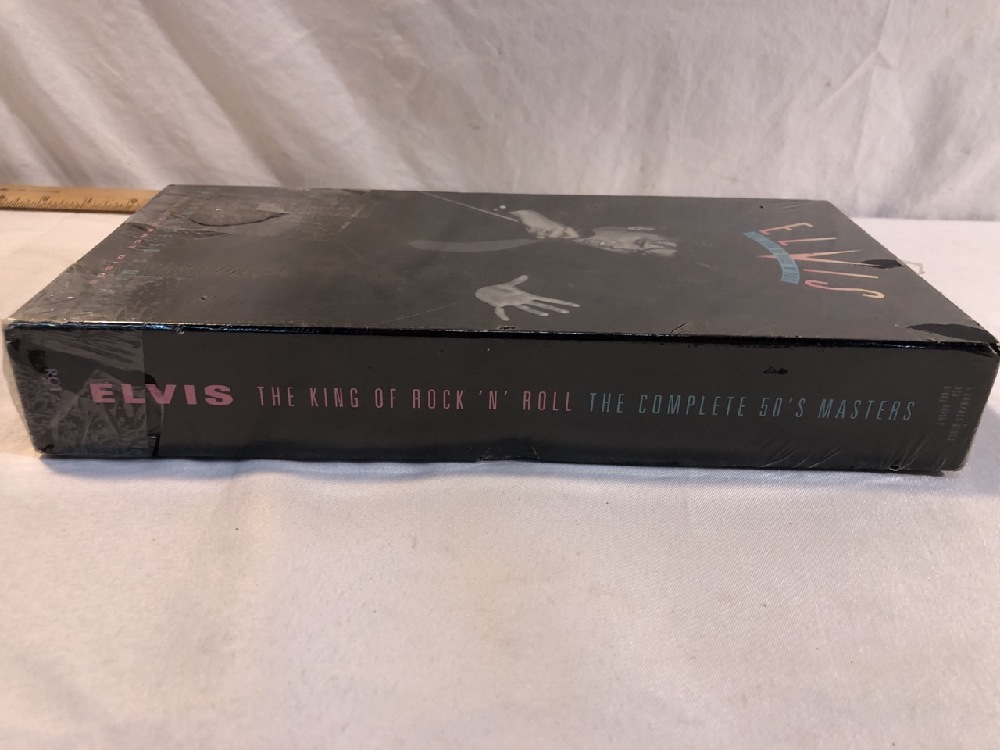 ELVIS
ELVIS THE KING OF ROCK 'N' ROLL THE COMPLETE 50'S MASTERS